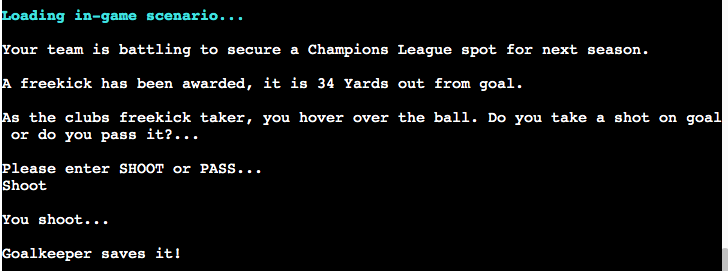 Loading in-game scenario...
Your team is battling to secure a Champions League spot for next season.
A freekick has been awarded, it is 34 Yards out from goal.
As the clubs freekick taker, you hover over the ball. Do you take a shot on goal
or do you pass it?...
Please enter SHOOT or PASS...
Shoot
You shoot...
Goalkeeper saves it!